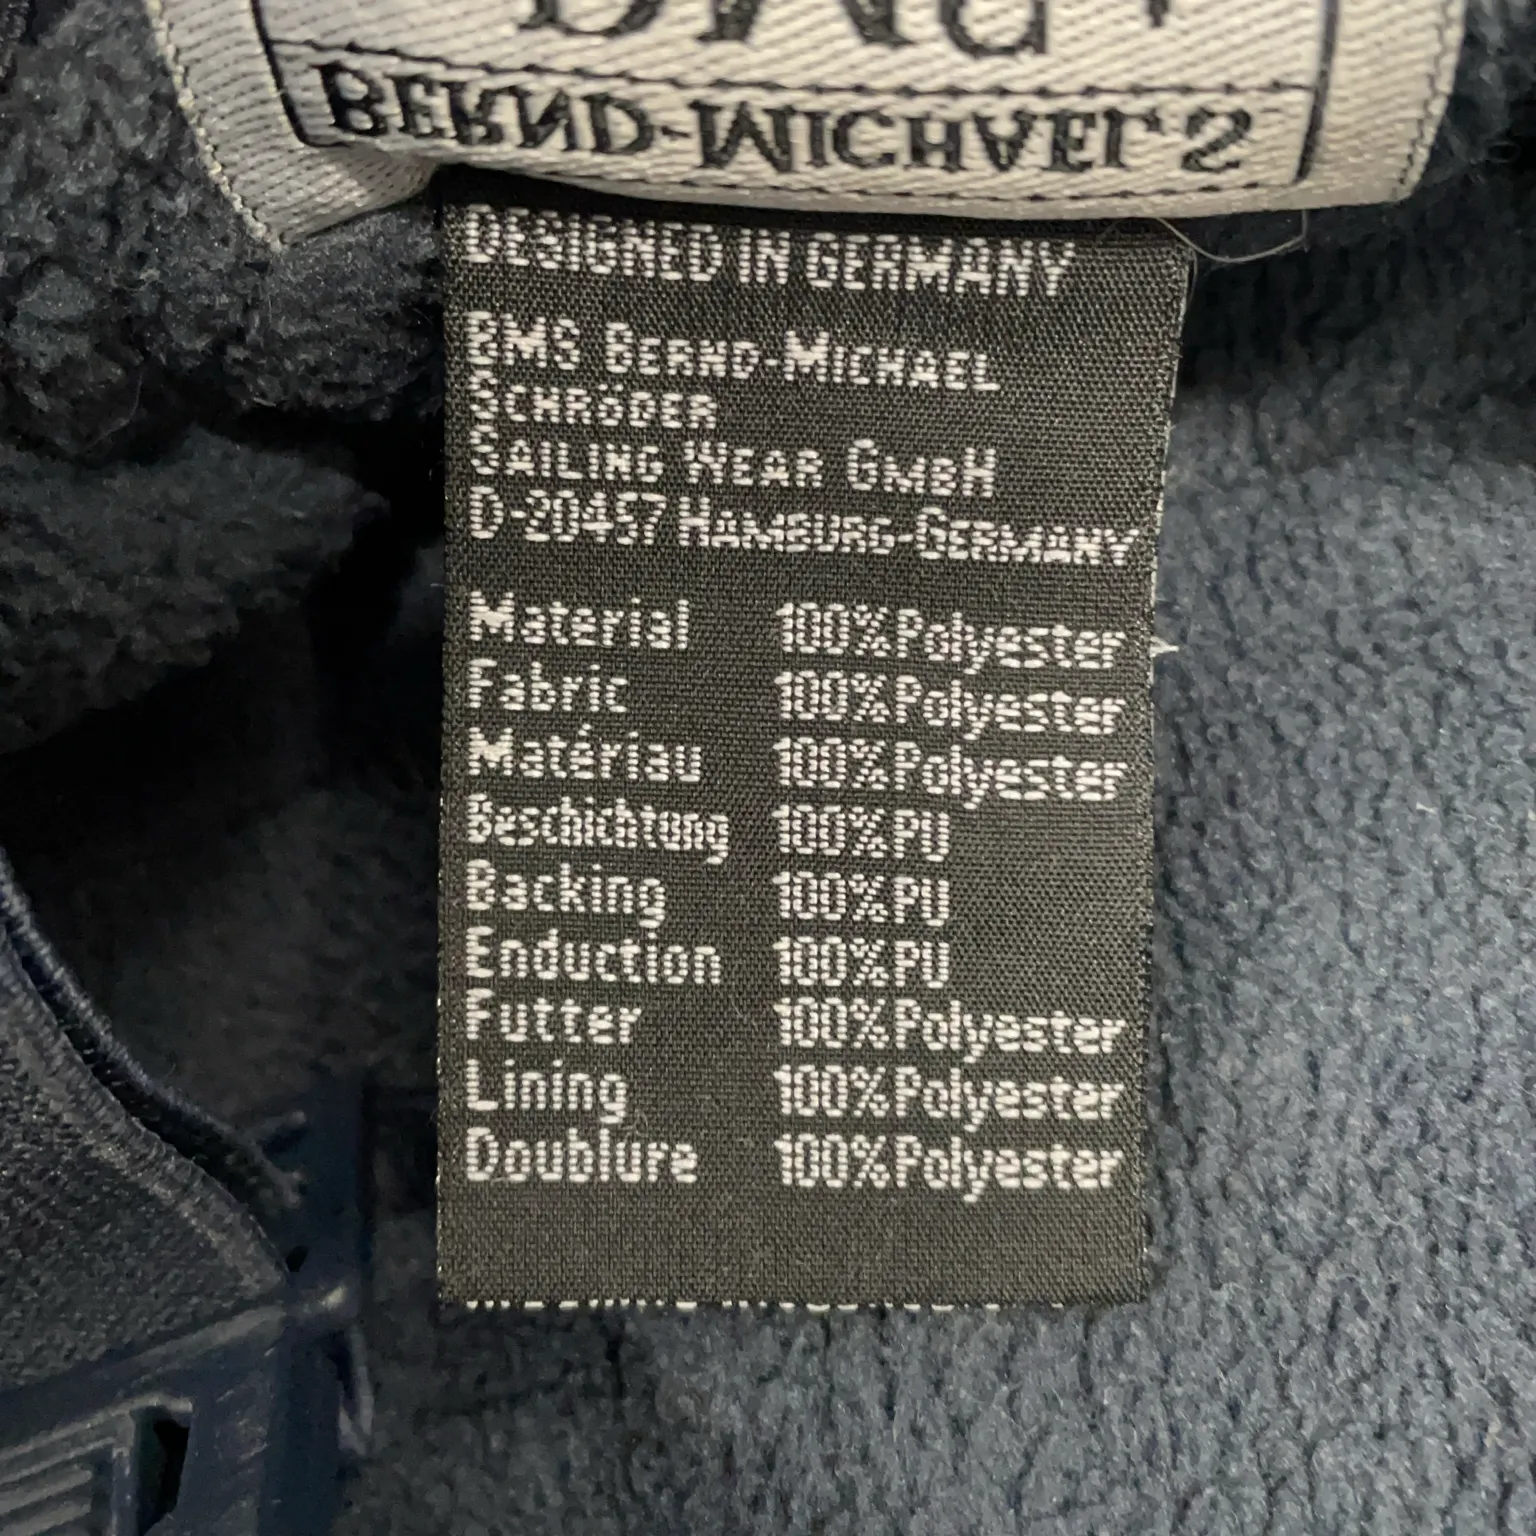 BERND-MICHAEL'S
DESIGNED IN GERMANY
BMS BERND-MICHAEL
SCHRÖDER
SAILING WEAR GMBH
D-20457 HAMBURG-GERMANY
Material 100%Polyester
Fabric 100%Polyester
Matériau 100%Polyester
Beschichtung 100%PU
Backing 100%PU
Enduction 100%PU
Futter 100%Polyester
Lining 100%Polyester
Doublure 100%Polyester